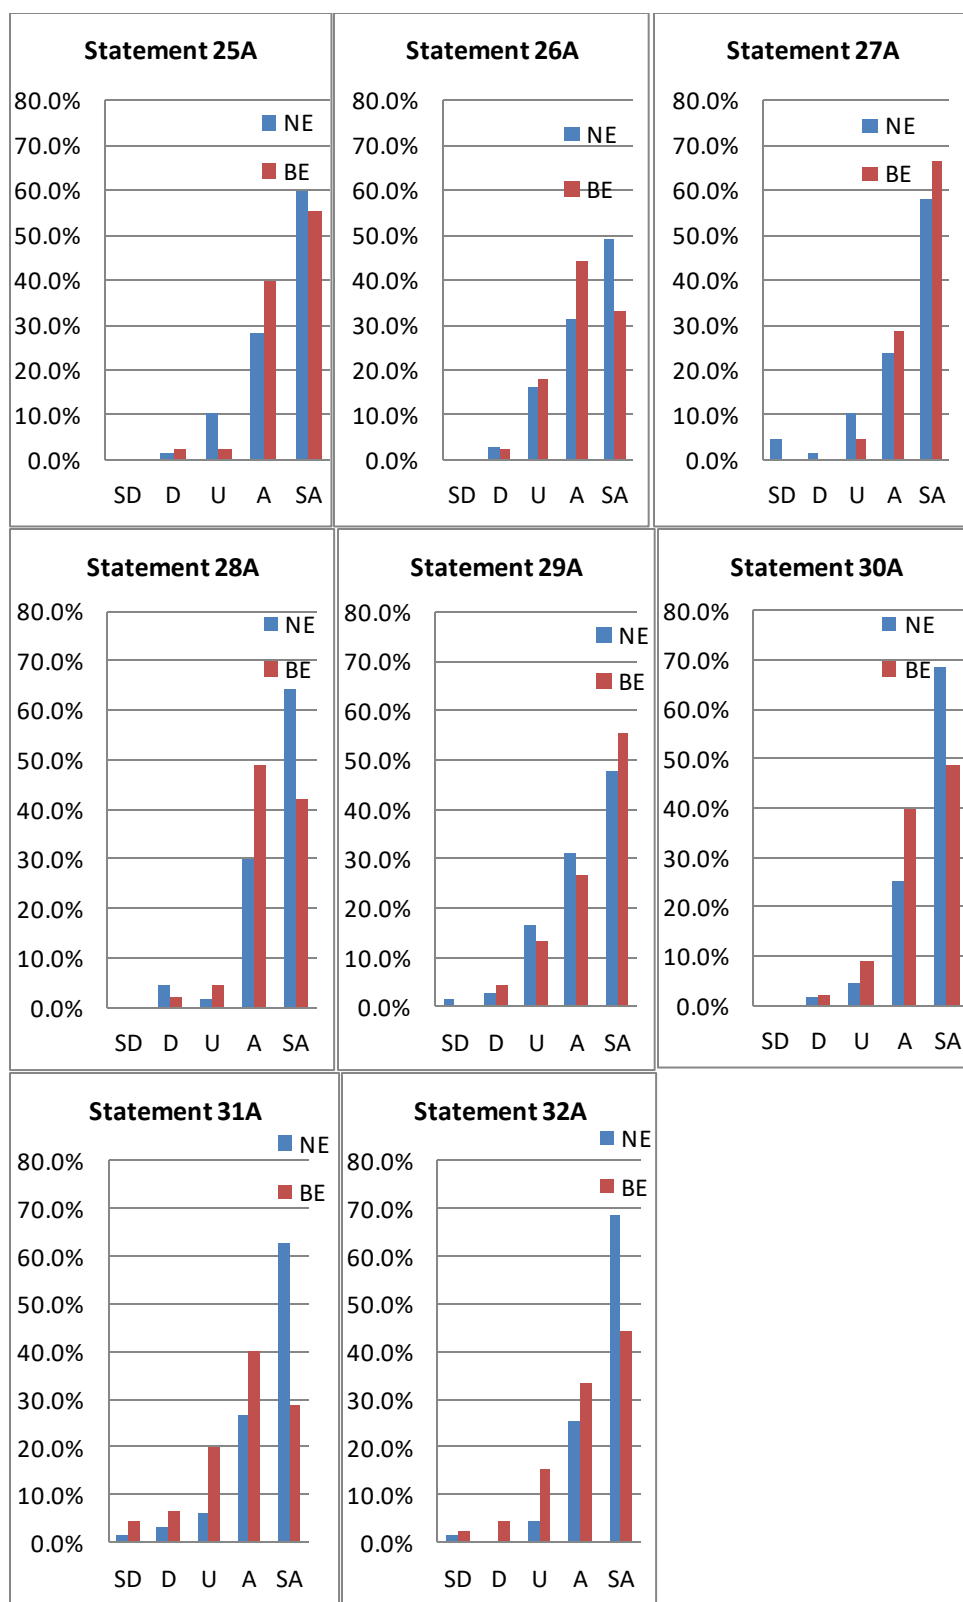 Statement 25A
80.0%
70.0%
60.0%
50.0%
40.0%
30.0%
20.0%
10.0%
0.0%
NE
BE
SD D U A SA
Statement 26A
80.0%
70.0%
60.0%
50.0%
40.0%
30.0%
20.0%
10.0%
0.0%
NE
BE
SD D U A SA
Statement 27A
80.0%
70.0%
60.0%
50.0%
40.0%
30.0%
20.0%
10.0%
0.0%
NE
BE
SD D U A SA
Statement 28A
80.0%
70.0%
60.0%
50.0%
40.0%
30.0%
20.0%
10.0%
0.0%
NE
BE
SD D U A SA
Statement 29A
80.0%
70.0%
60.0%
50.0%
40.0%
30.0%
20.0%
10.0%
0.0%
NE
BE
SD D U A SA
Statement 30A
80.0%
70.0%
60.0%
50.0%
40.0%
30.0%
20.0%
10.0%
0.0%
NE
BE
SD D U A SA
Statement 31A
80.0%
70.0%
60.0%
50.0%
40.0%
30.0%
20.0%
10.0%
0.0%
NE
BE
SD D U A SA
Statement 32A
80.0%
70.0%
60.0%
50.0%
40.0%
30.0%
20.0%
10.0%
0.0%
NE
BE
SD D U A SA